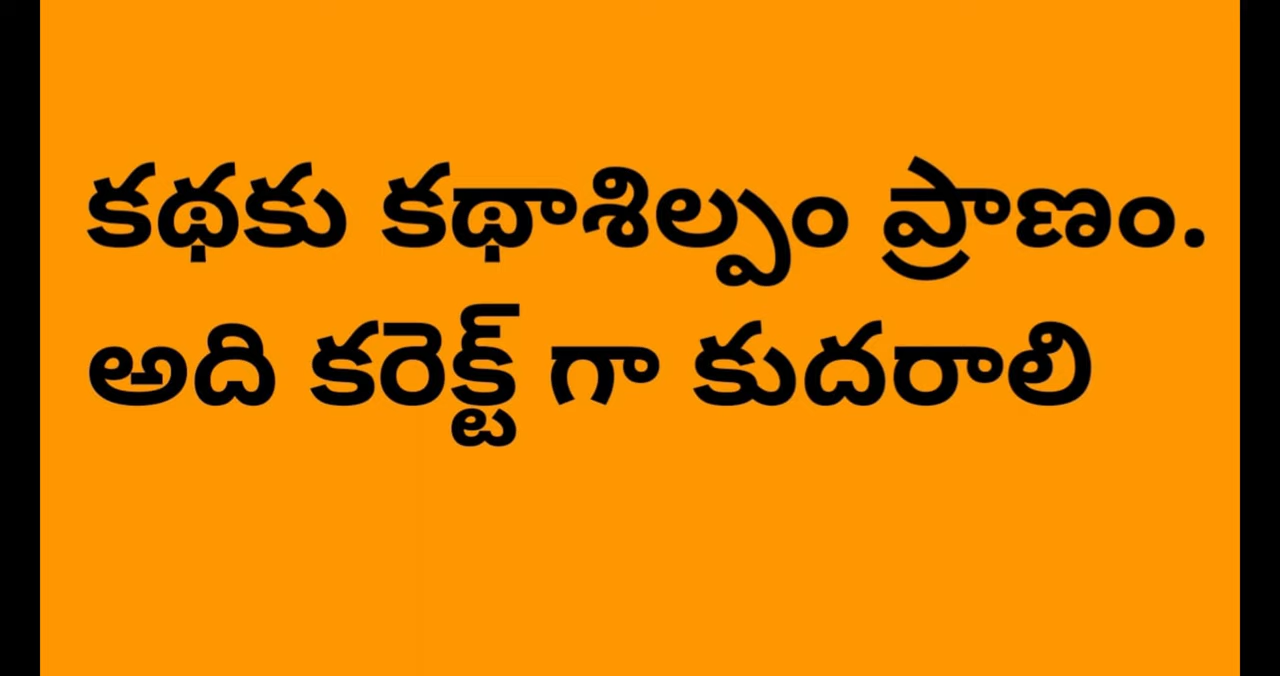 కథకు కథాశిల్పం ప్రాణం.
అది కరెక్ట్ గా కుదరాలి